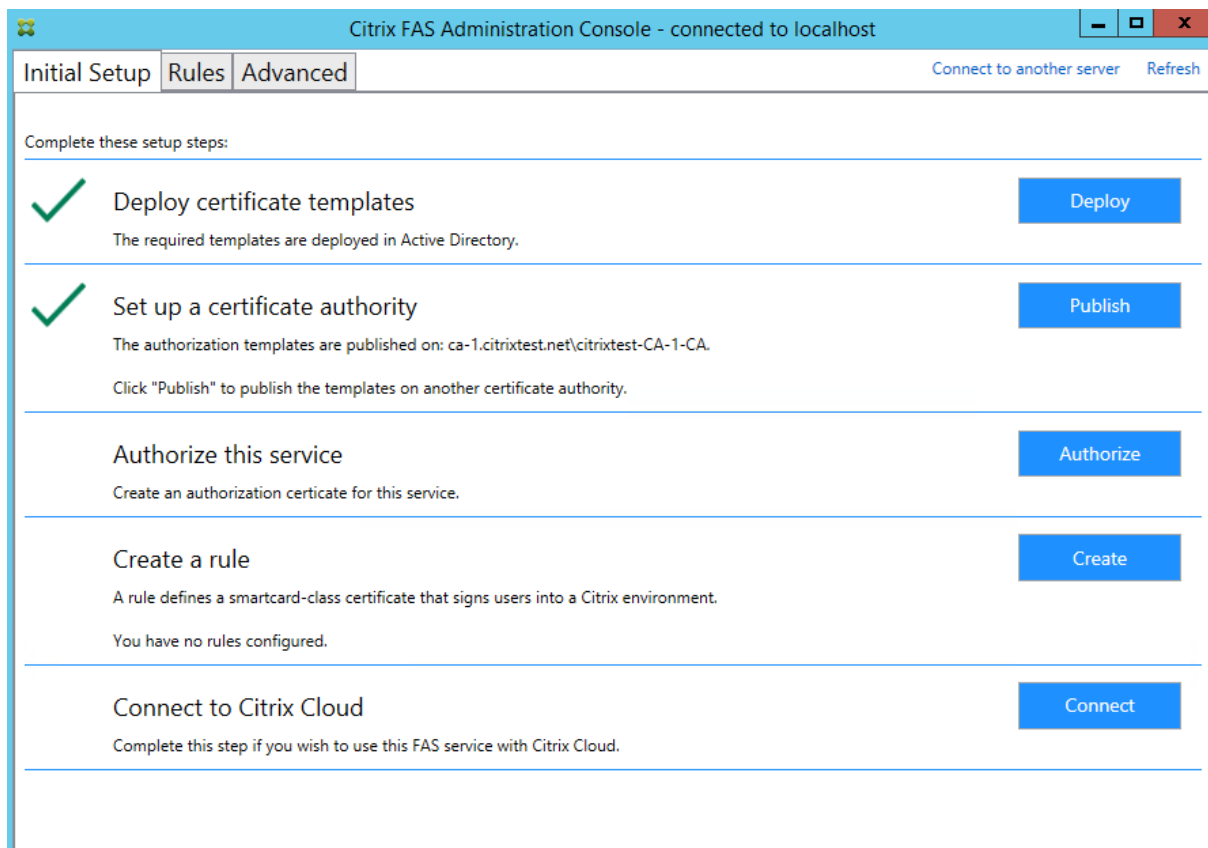 Citrix FAS Administration Console - connected to localhost
Initial Setup Rules Advanced Connect to another server Refresh
Complete these setup steps:
Deploy certificate templates
Deploy
The required templates are deployed in Active Directory.
Set up a certificate authority
Publish
The authorization templates are published on: ca-1.citrixtest.net\citrixtest-CA-1-CA.
Click "Publish" to publish the templates on another certificate authority.
Authorize this service
Authorize
Create an authorization certicate for this service.
Create a rule
Create
A rule defines a smartcard-class certificate that signs users into a Citrix environment.
You have no rules configured.
Connect to Citrix Cloud
Connect
Complete this step if you wish to use this FAS service with Citrix Cloud.